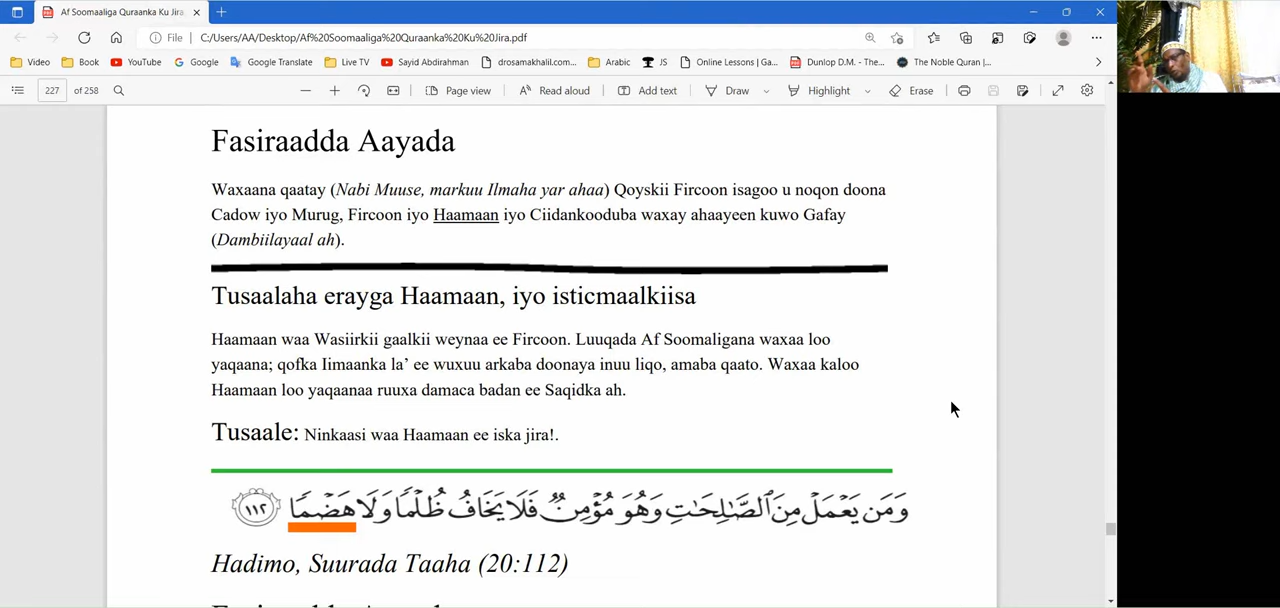 Af Soomaaliga Quraanka Ku Jira
File C:/Users/AA/Desktop/Af%20Soomaaliga%20Quraanka%20Ku%20Jira.pdf
Video Book YouTube Google Google Translate Live TV Sayid Abdirahman drosamakhalil.com... Arabic JS Online Lessons | Ga... Dunlop D.M. - The... The Noble Quran |...
227 of 258 Page view Read aloud Add text Draw Highlight Erase
Fasiraadda Aayada
Waxaana qaatay (Nabi Muuse, markuu Ilmaha yar ahaa) Qoyskii Fircoon isagoo u noqon doona
Cadow iyo Murug, Fircoon iyo Haamaan iyo Ciidankooduba waxay ahaayeen kuwo Gafay
(Dambiilayaal ah).
Tusaalaha erayga Haamaan, iyo isticmaalkiisa
Haamaan waa Wasiirkii gaalkii weynaa ee Fircoon. Luuqada Af Soomaligana waxaa loo
yaqaana; qofka Iimaanka la’ ee wuxuu arkaba doonaya inuu liqo, amaba qaato. Waxaa kaloo
Haamaan loo yaqaanaa ruuxa damaca badan ee Saqidka ah.
Tusaale: Ninkaasi waa Haamaan ee iska jira!.
وَمَن يَعْمَلْ مِنَ ٱلصَّٰلِحَٰتِ وَهُوَ مُؤْمِنٌ فَلَا يَخَافُ ظُلْمًا وَلَا هَضْمًا ١١٢
Hadimo, Suurada Taaha (20:112)